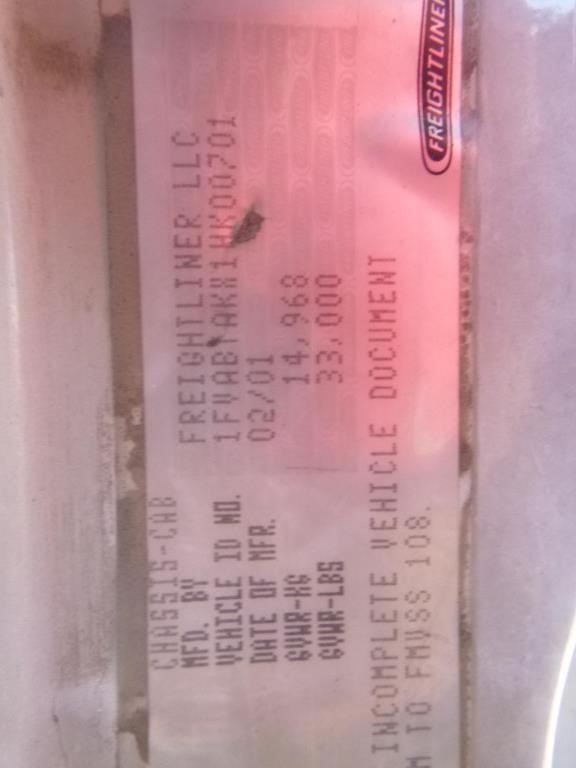 FREIGHTLINER
CHASSIS-CAB
MFD. BY FREIGHTLINER LLC
VEHICLE ID NO. 1FVABTAKX1HK00701
DATE OF MFR. 02/01
GVWR-KG 14,968
GVWR-LBS 33,000
INCOMPLETE VEHICLE DOCUMENT
TO FMVSS 108.